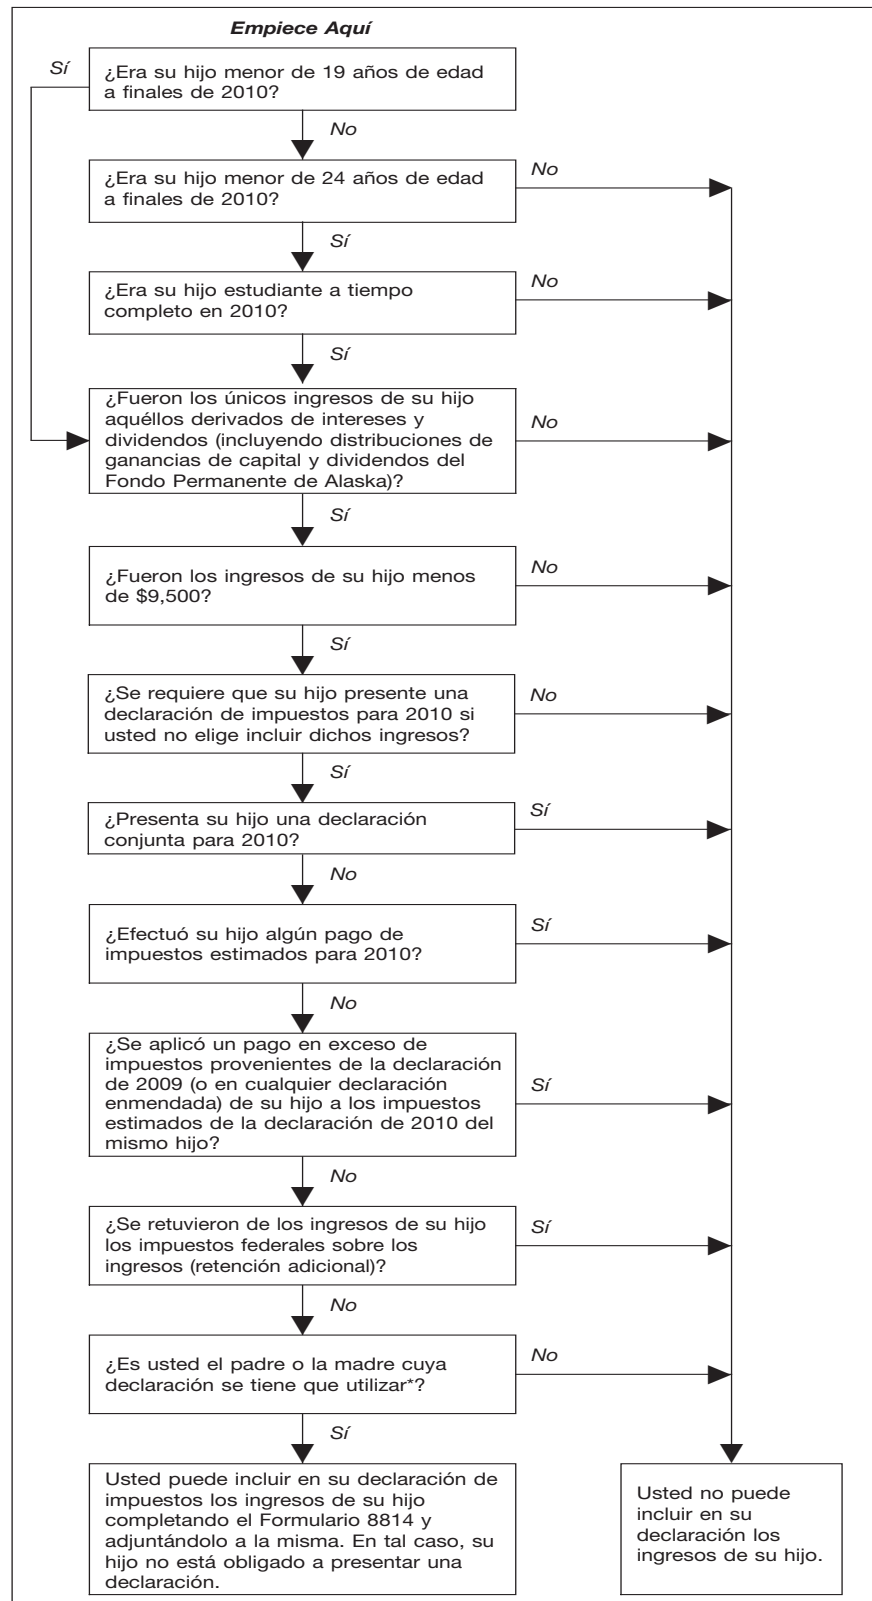 Empiece Aquí
Sí
¿Era su hijo menor de 19 años de edad
a finales de 2010?
No
¿Era su hijo menor de 24 años de edad
a finales de 2010?
No
Sí
¿Era su hijo estudiante a tiempo
completo en 2010?
No
Sí
¿Fueron los únicos ingresos de su hijo
aquéllos derivados de intereses y
dividendos (incluyendo distribuciones de
ganancias de capital y dividendos del
Fondo Permanente de Alaska)?
No
Sí
¿Fueron los ingresos de su hijo menos
de $9,500?
No
Sí
¿Se requiere que su hijo presente una
declaración de impuestos para 2010 si
usted no elige incluir dichos ingresos?
No
Sí
¿Presenta su hijo una declaración
conjunta para 2010?
Sí
No
¿Efectuó su hijo algún pago de
impuestos estimados para 2010?
Sí
No
¿Se aplicó un pago en exceso de
impuestos provenientes de la declaración
de 2009 (o en cualquier declaración
enmendada) de su hijo a los impuestos
estimados de la declaración de 2010 del
mismo hijo?
Sí
No
¿Se retuvieron de los ingresos de su hijo
los impuestos federales sobre los
ingresos (retención adicional)?
Sí
No
¿Es usted el padre o la madre cuya
declaración se tiene que utilizar*?
No
Sí
Usted puede incluir en su declaración de
impuestos los ingresos de su hijo
completando el Formulario 8814 y
adjuntándolo a la misma. En tal caso, su
hijo no está obligado a presentar una
declaración.
Usted no puede
incluir en su
declaración los
ingresos de su hijo.